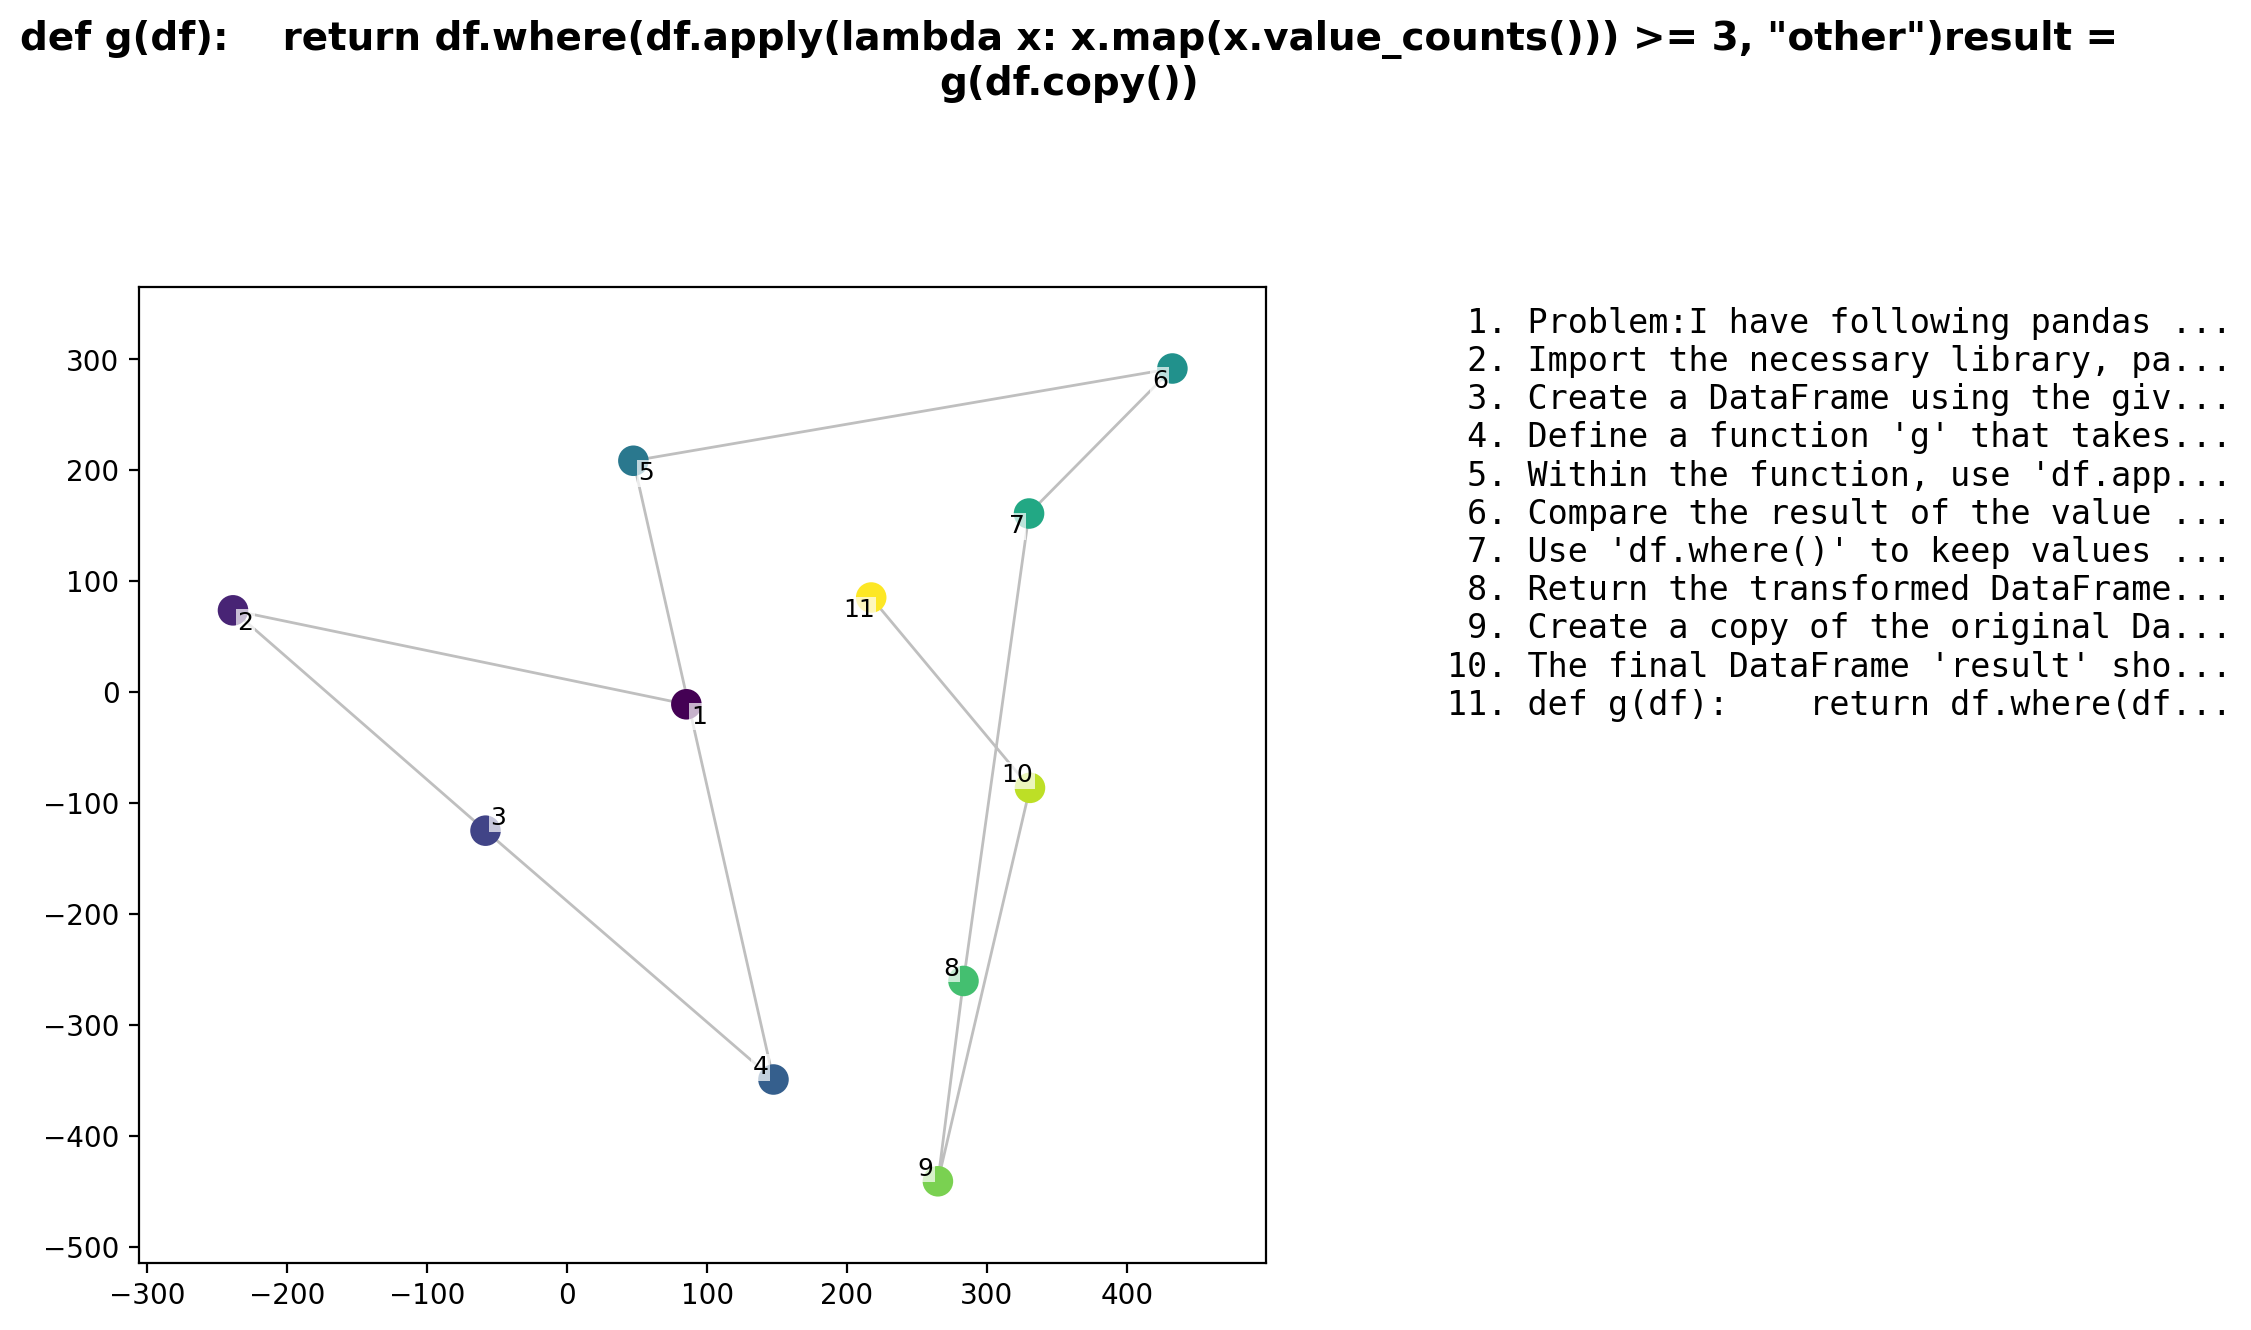 def g(df):    return df.where(df.apply(lambda x: x.map(x.value_counts())) >= 3, "other")result =
g(df.copy())
300
200
100
0
−100
−200
−300
−400
−500
−300
−200
−100
0
100
200
300
400
1
2
3
4
5
6
7
8
9
10
11
1. Problem:I have following pandas ...
2. Import the necessary library, pa...
3. Create a DataFrame using the giv...
4. Define a function 'g' that takes...
5. Within the function, use 'df.app...
6. Compare the result of the value ...
7. Use 'df.where()' to keep values ...
8. Return the transformed DataFrame...
9. Create a copy of the original Da...
10. The final DataFrame 'result' sho...
11. def g(df):    return df.where(df...